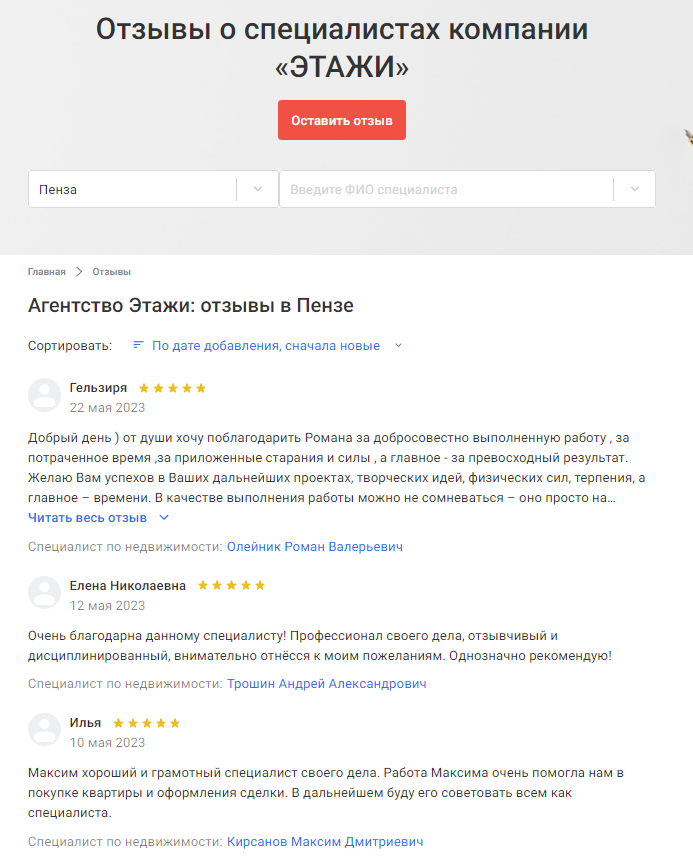 Отзывы о специалистах компании
«ЭТАЖИ»
Оставить отзыв
Пенза
Введите ФИО специалиста
Главная
Отзывы
Агентство Этажи: отзывы в Пензе
Сортировать: По дате добавления, сначала новые
Гельзиря
22 мая 2023
Добрый день ) от души хочу поблагодарить Романа за добросовестно выполненную работу , за
потраченное время ,за приложенные старания и силы , а главное - за превосходный результат.
Желаю Вам успехов в Ваших дальнейших проектах, творческих идей, физических сил, терпения, а
главное – времени. В качестве выполнения работы можно не сомневаться – оно просто на...
Читать весь отзыв
Специалист по недвижимости: Олейник Роман Валерьевич
Елена Николаевна
12 мая 2023
Очень благодарна данному специалисту! Профессионал своего дела, отзывчивый и
дисциплинированный, внимательно отнёсся к моим пожеланиям. Однозначно рекомендую!
Специалист по недвижимости: Трошин Андрей Александрович
Илья
10 мая 2023
Максим хороший и грамотный специалист своего дела. Работа Максима очень помогла нам в
покупке квартиры и оформления сделки. В дальнейшем буду его советовать всем как
специалиста.
Специалист по недвижимости: Кирсанов Максим Дмитриевич